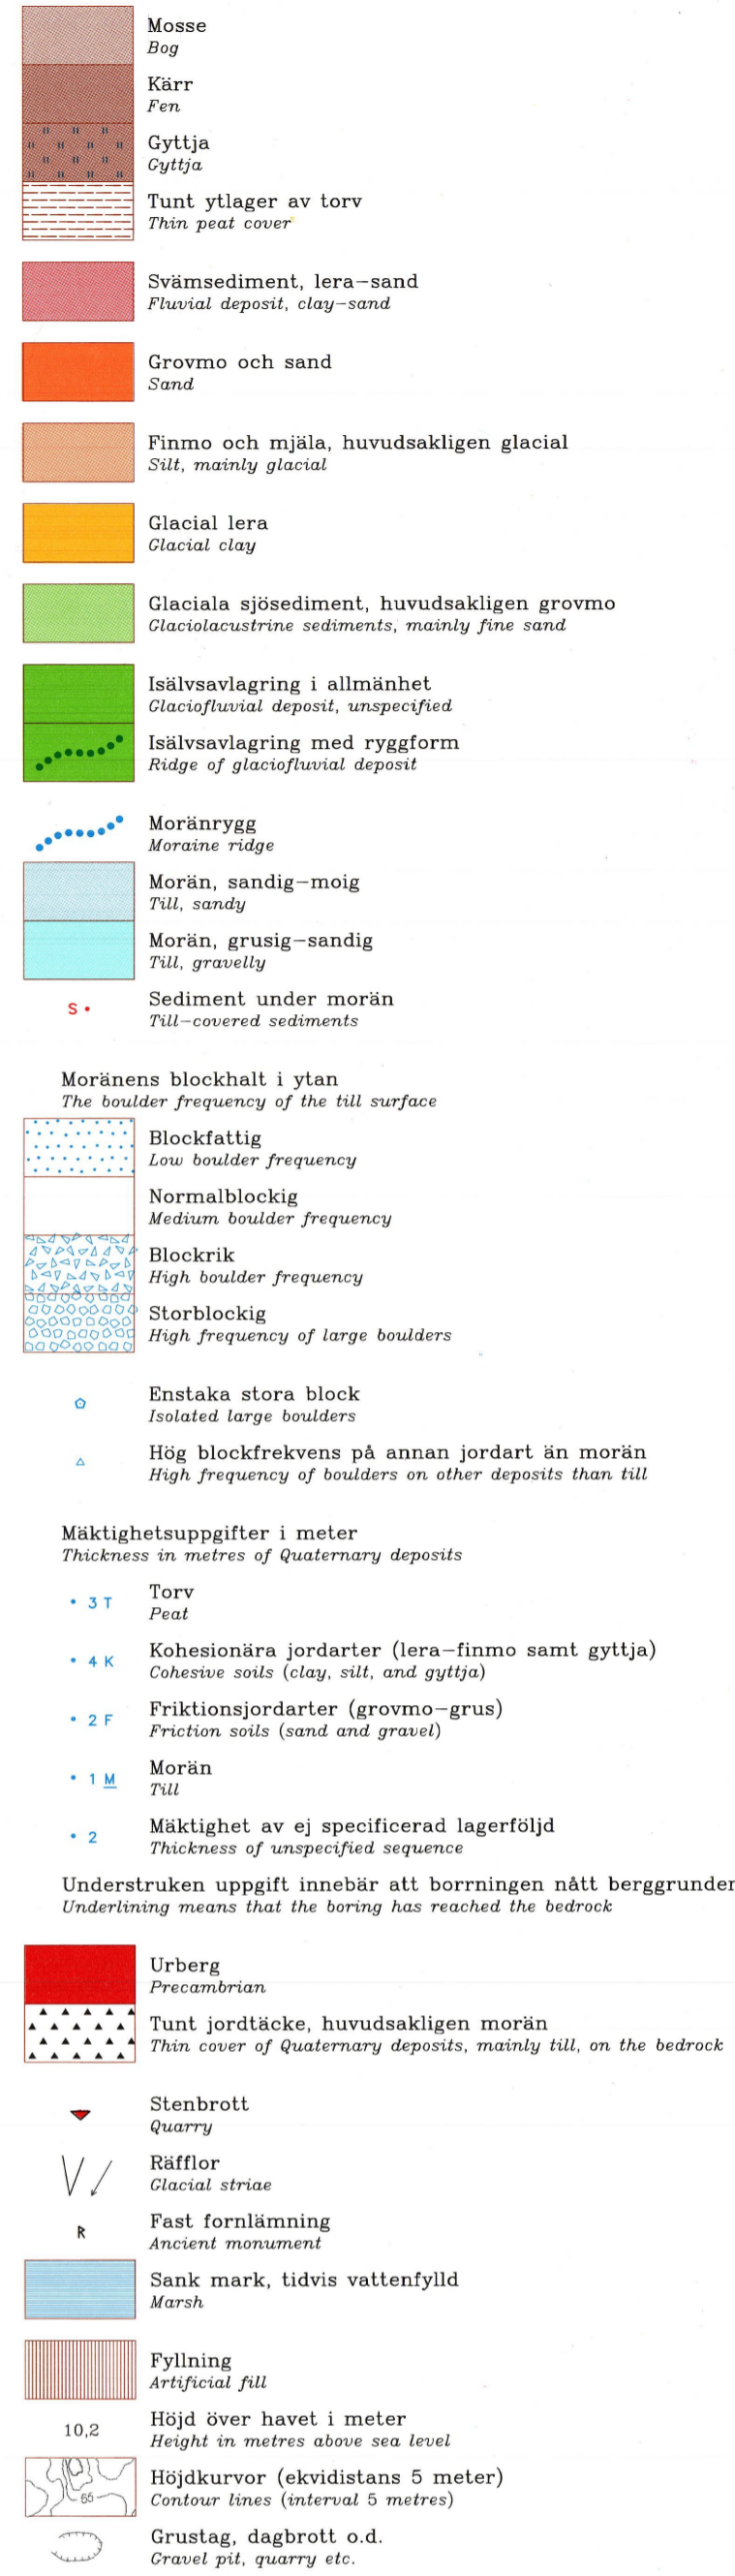 Mosse
Bog
Kärr
Fen
Gyttja
Gyttja
Tunt ytlager av torv
Thin peat cover
Svämsediment, lera-sand
Fluvial deposit, clay-sand
Grovmo och sand
Sand
Finmo och mjäla, huvudsakligen glacial
Silt, mainly glacial
Glacial lera
Glacial clay
Glaciala sjösediment, huvudsakligen grovmo
Glaciolacustrine sediments, mainly fine sand
Isälvsavlagring i allmänhet
Glaciofluvial deposit, unspecified
Isälvsavlagring med ryggform
Ridge of glaciofluvial deposit
Moränrygg
Moraine ridge
Morän, sandig-moig
Till, sandy
Morän, grusig-sandig
Till, gravelly
S
Sediment under morän
Till-covered sediments
Moränens blockhalt i ytan
The boulder frequency of the till surface
Blockfattig
Low boulder frequency
Normalblockig
Medium boulder frequency
Blockrik
High boulder frequency
Storblockig
High frequency of large boulders
Enstaka stora block
Isolated large boulders
Hög blockfrekvens på annan jordart än morän
High frequency of boulders on other deposits than till
Mäktighetsuppgifter i meter
Thickness in metres of Quaternary deposits
3 T
Torv
Peat
4 K
Kohesionära jordarter (lera-finmo samt gyttja)
Cohesive soils (clay, silt, and gyttja)
2 F
Friktionsjordarter (grovmo-grus)
Friction soils (sand and gravel)
1 M
Morän
Till
2
Mäktighet av ej specificerad lagerföljd
Thickness of unspecified sequence
Understruken uppgift innebär att borrningen nått berggrunden
Underlining means that the boring has reached the bedrock
Urberg
Precambrian
Tunt jordtäcke, huvudsakligen morän
Thin cover of Quaternary deposits, mainly till, on the bedrock
Stenbrott
Quarry
Räfflor
Glacial striae
R
Fast fornlämning
Ancient monument
Sank mark, tidvis vattenfylld
Marsh
Fyllning
Artificial fill
10,2
Höjd över havet i meter
Height in metres above sea level
65
Höjdkurvor (ekvidistans 5 meter)
Contour lines (interval 5 metres)
Grustag, dagbrott o.d.
Gravel pit, quarry etc.